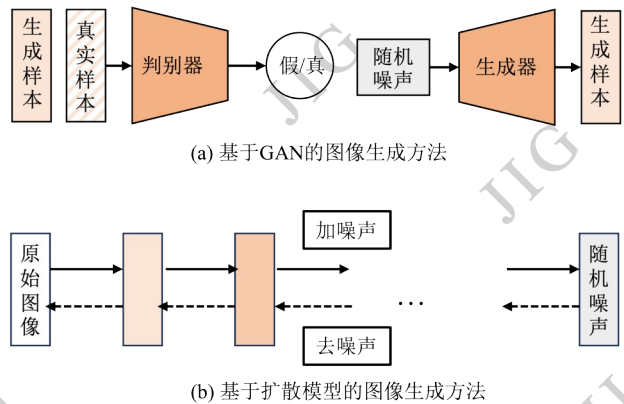 生成样本
真实样本
判别器
假/真
随机
噪声
生成器
生成样本
(a) 基于GAN的图像生成方法
加噪声
原始图像
···
随机噪声
去噪声
(b) 基于扩散模型的图像生成方法
JIG
JIG